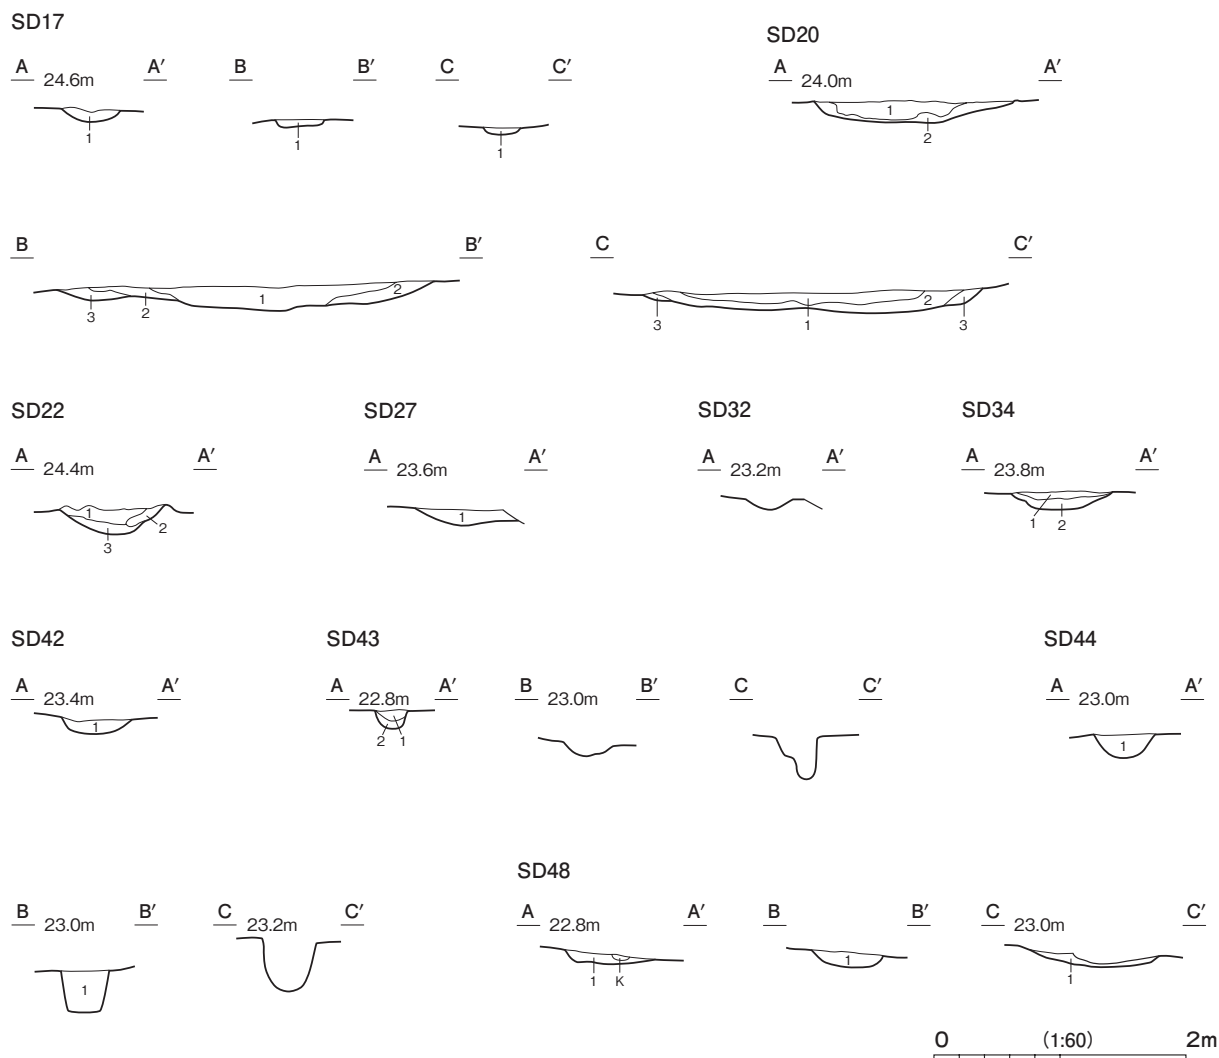 SD17
A 24.6m A′ B B′ C C′
1 1 1
SD20
A 24.0m A′
1 2
B B′
3 2 1 2
C C′
3 1 2 3
SD22
A 24.4m A′
1 2 3
SD27
A 23.6m A′
1
SD32
A 23.2m A′
SD34
A 23.8m A′
1 2
SD42
A 23.4m A′
1
SD43
A 22.8m A′ B 23.0m B′ C C′
2 1
SD44
A 23.0m A′
1
B 23.0m B′ C 23.2m C′
1
SD48
A 22.8m A′ B B′ C 23.0m C′
1 K 1 1
0 (1:60) 2m